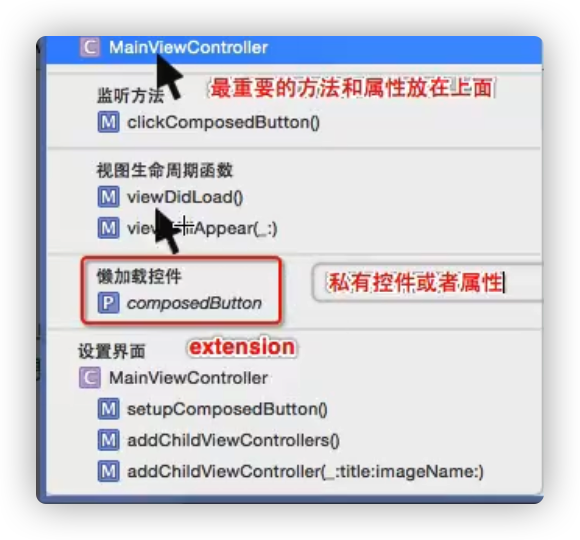 C MainViewController
监听方法
最重要的方法和属性放在上面
M clickComposedButton()
视图生命周期函数
M viewDidLoad()
M Appear(_:)
懒加载控件
私有控件或者属性
P composedButton
设置界面 extension
C MainViewController
M setupComposedButton()
M addChildViewControllers()
M addChildViewController(_:title:imageName:)